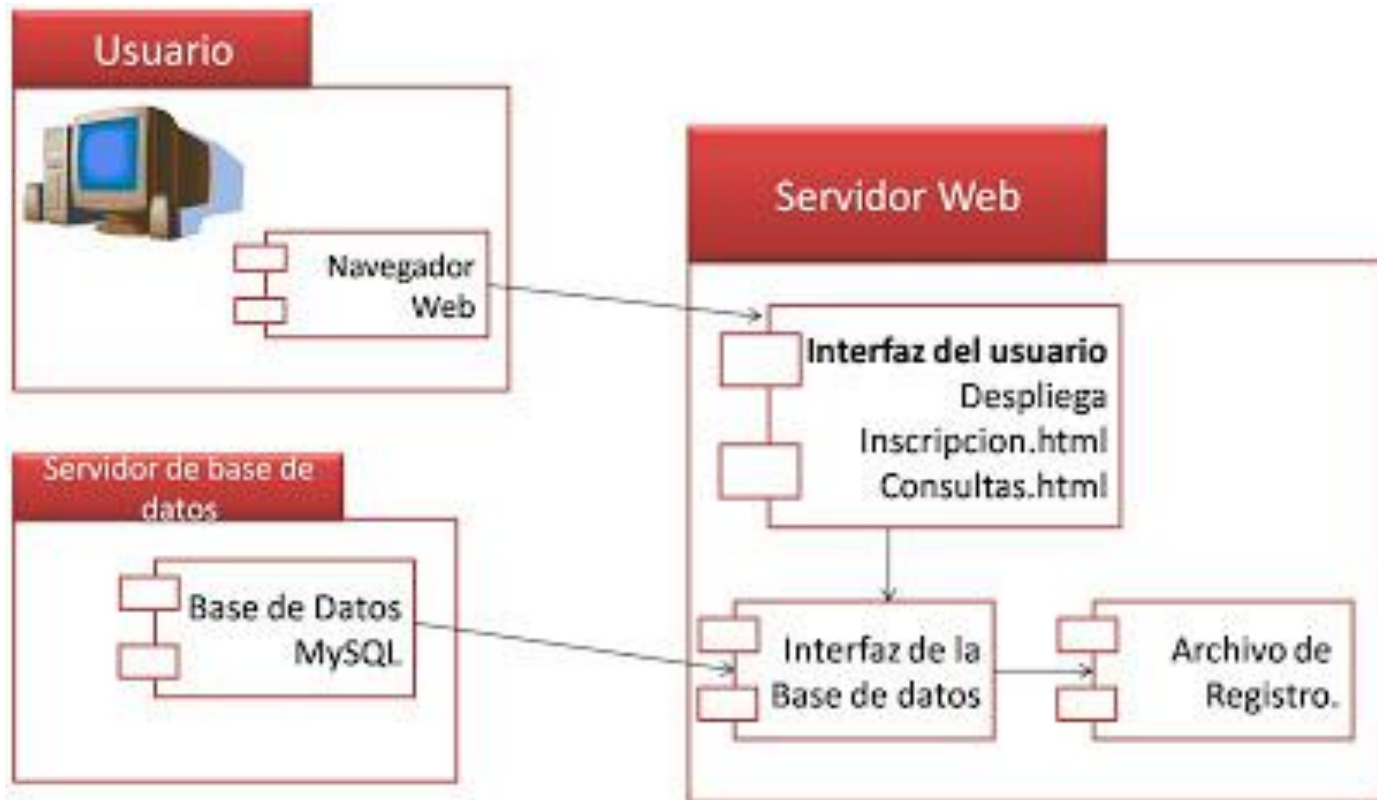 Usuario
Navegador
Web
Servidor Web
Interfaz del usuario
Despliega
Inscripcion.html
Consultas.html
Servidor de base de
datos
Base de Datos
MySQL
Interfaz de la
Base de datos
Archivo de
Registro.